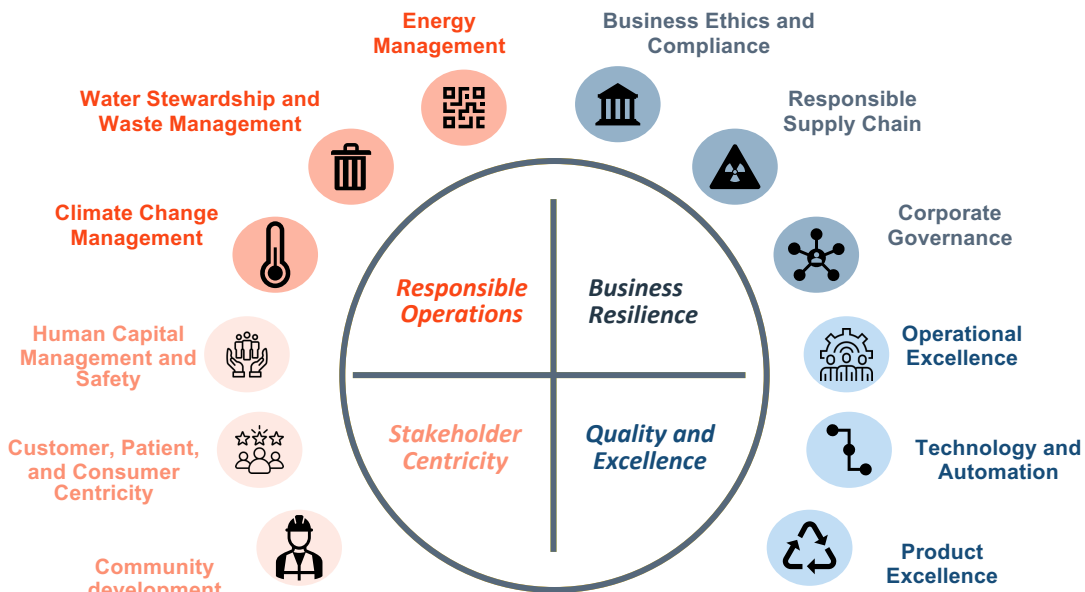 Energy
Management
Business Ethics and
Compliance
Water Stewardship and
Waste Management
Responsible
Supply Chain
Climate Change
Management
Corporate
Governance
Responsible
Operations
Business
Resilience
Human Capital
Management and
Safety
Operational
Excellence
Stakeholder
Centricity
Quality and
Excellence
Customer, Patient,
and Consumer
Centricity
Technology and
Automation
Community
development
Product
Excellence